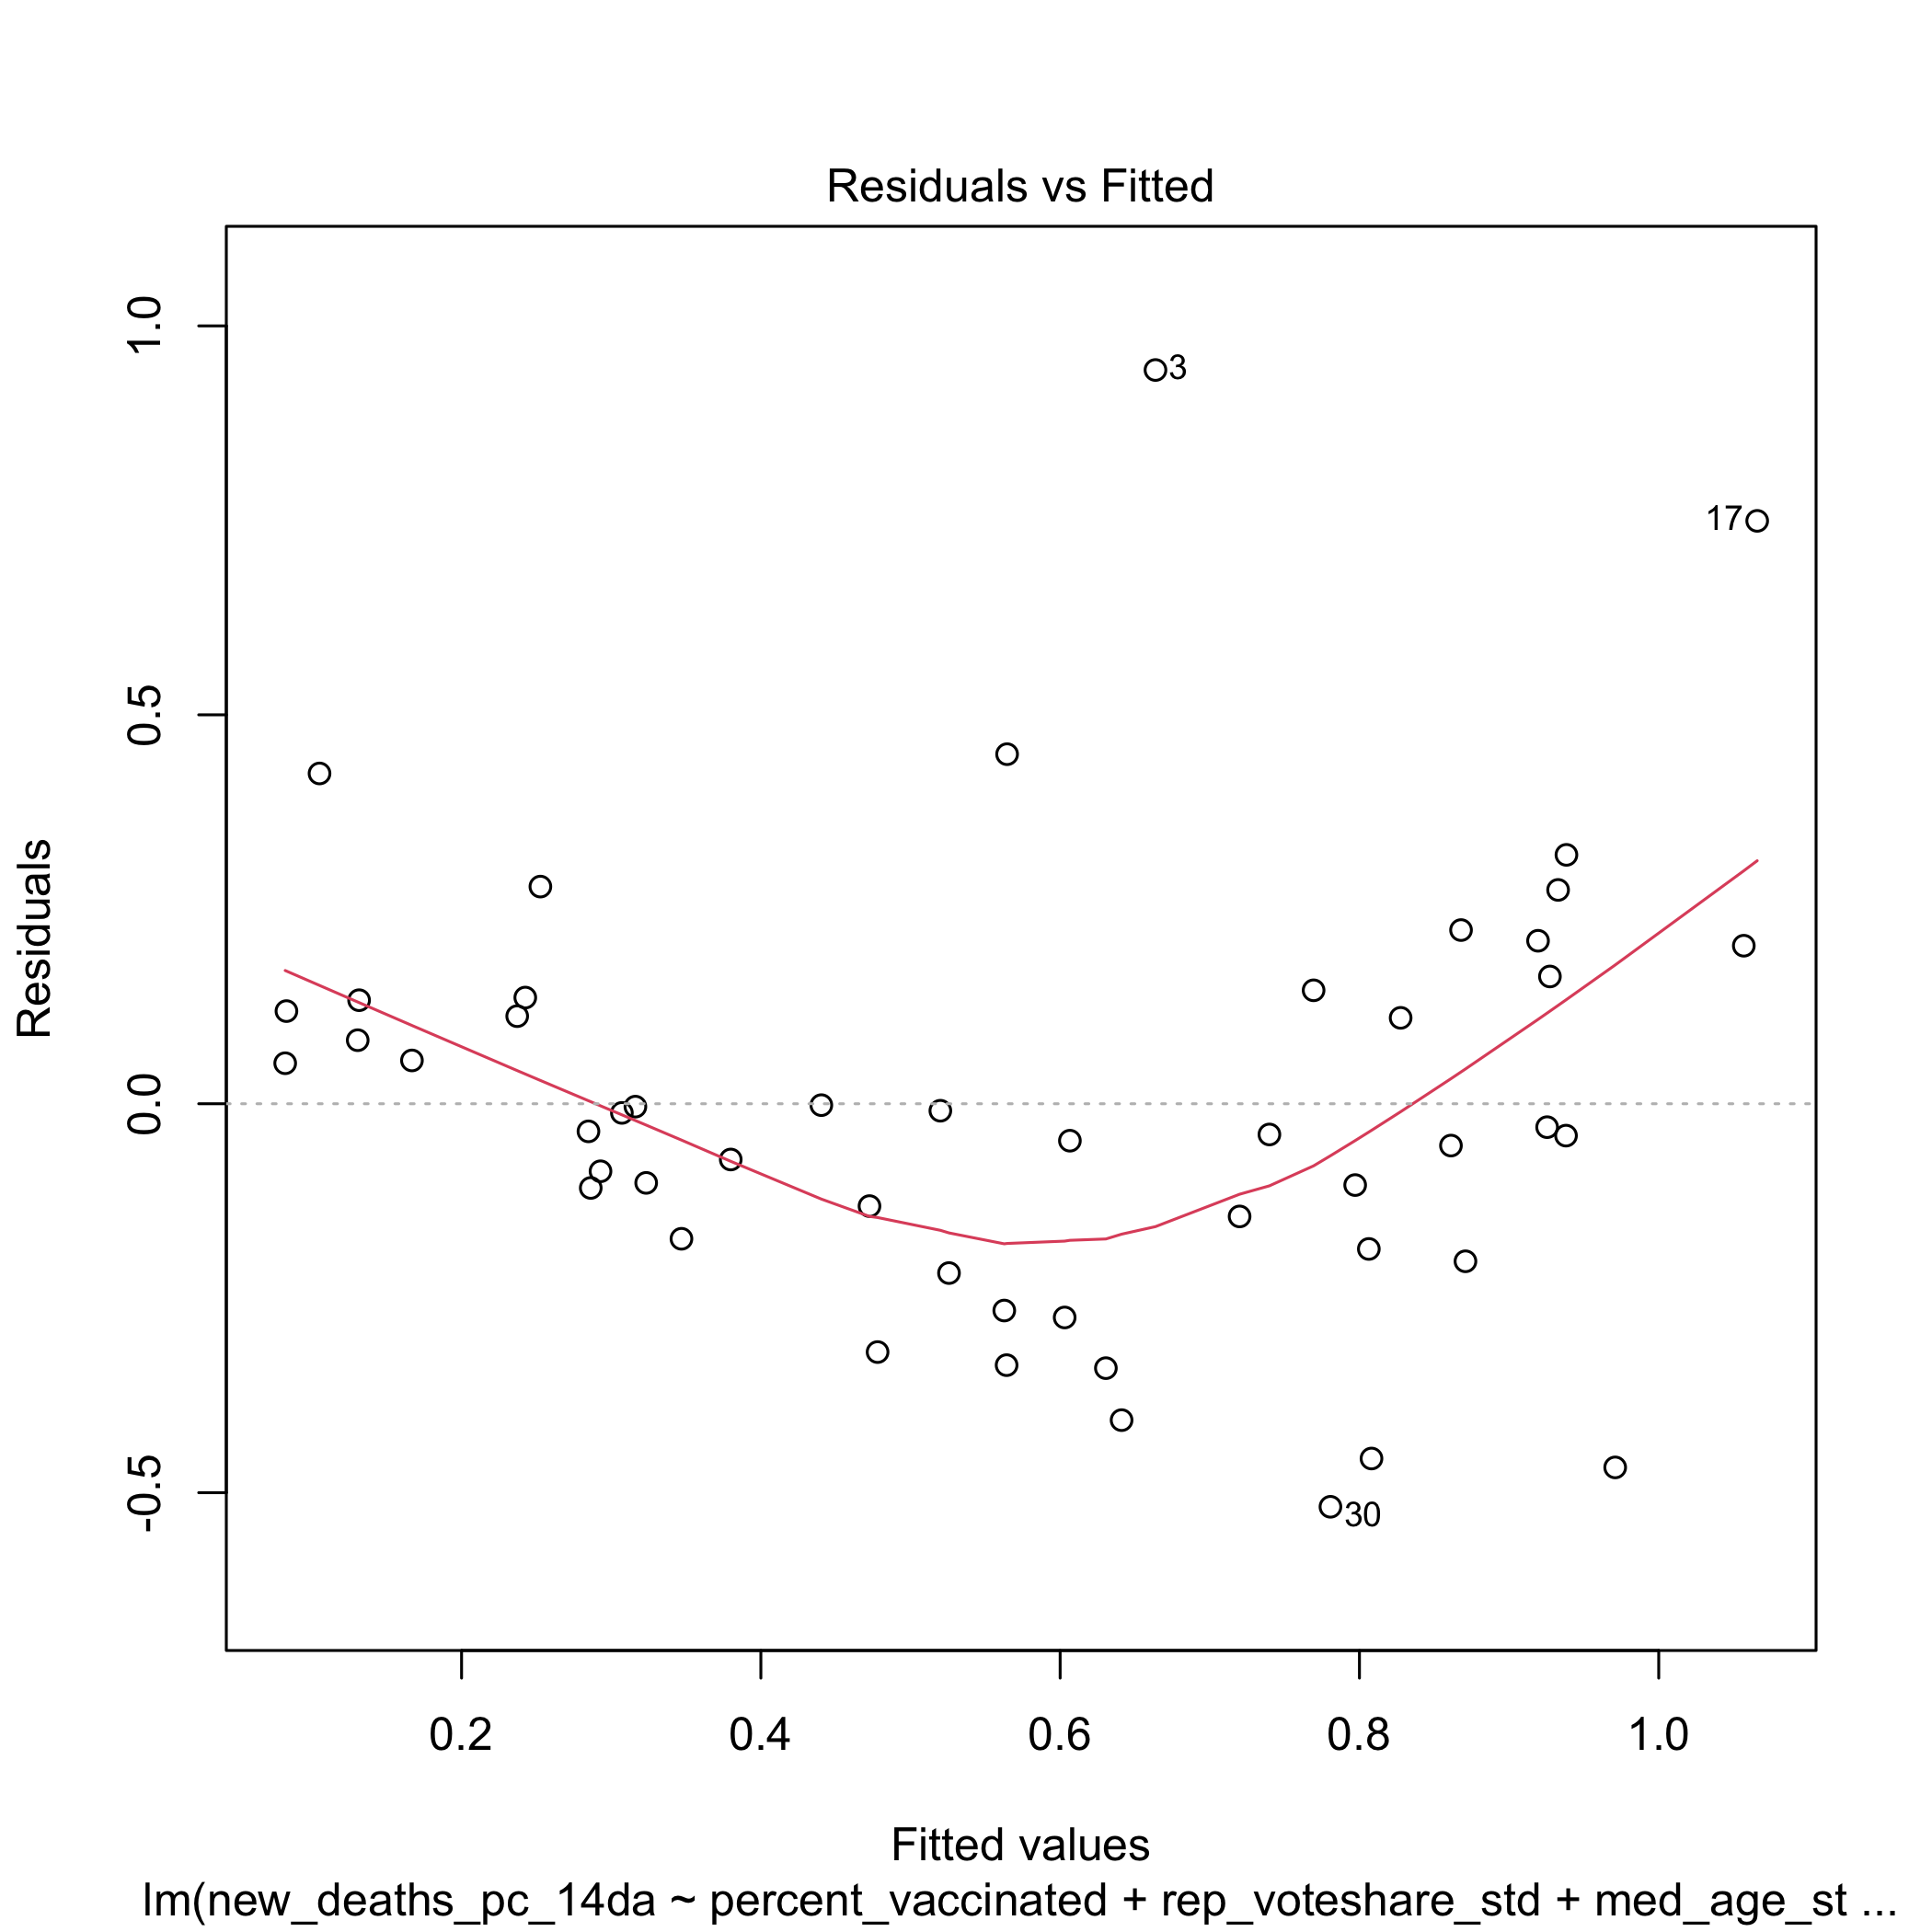 Residuals vs Fitted
1.0
0.5
0.0
-0.5
Residuals
3
17
30
0.2 0.4 0.6 0.8 1.0
Fitted values
lm(new_deaths_pc_14da ~ percent_vaccinated + rep_voteshare_std + med_age_st ...